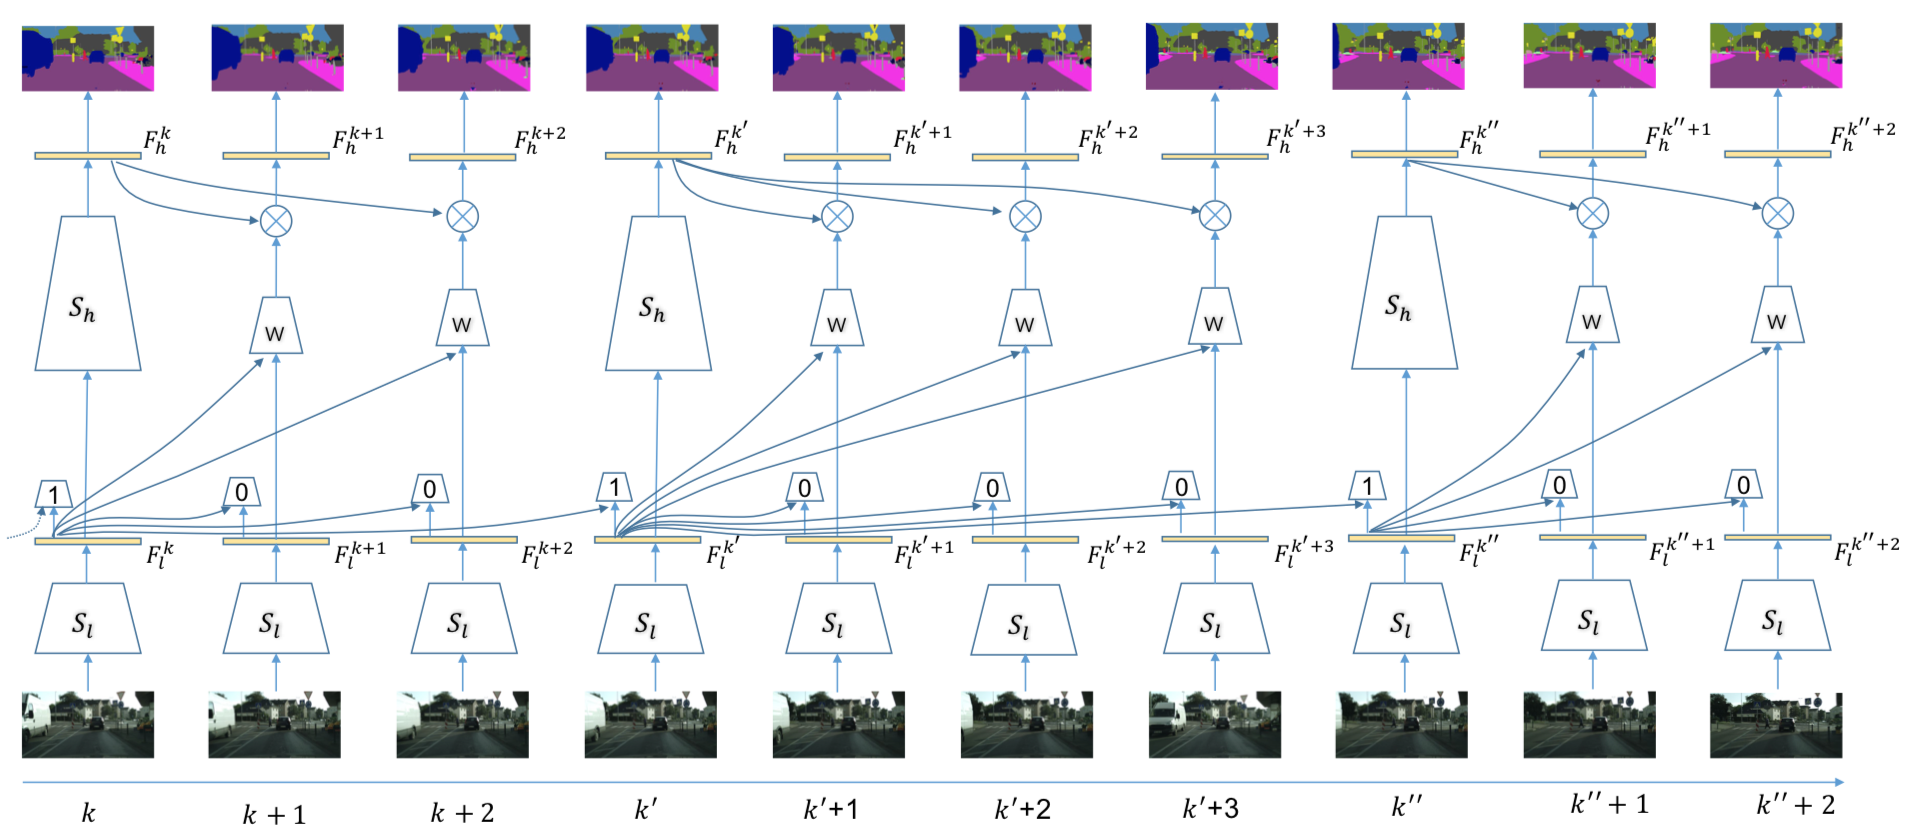 F_h^k F_h^{k+1} F_h^{k+2} F_h^{k′} F_h^{k′+1} F_h^{k′+2} F_h^{k′+3} F_h^{k′′} F_h^{k′′+1} F_h^{k′′+2}
S_h W W S_h W W W S_h W W
1 0 0 1 0 0 0 1 0 0
F_l^k F_l^{k+1} F_l^{k+2} F_l^{k′} F_l^{k′+1} F_l^{k′+2} F_l^{k′+3} F_l^{k′′} F_l^{k′′+1} F_l^{k′′+2}
S_l S_l S_l S_l S_l S_l S_l S_l S_l S_l
k k + 1 k + 2 k′ k′+1 k′+2 k′+3 k′′ k′′ + 1 k′′ + 2